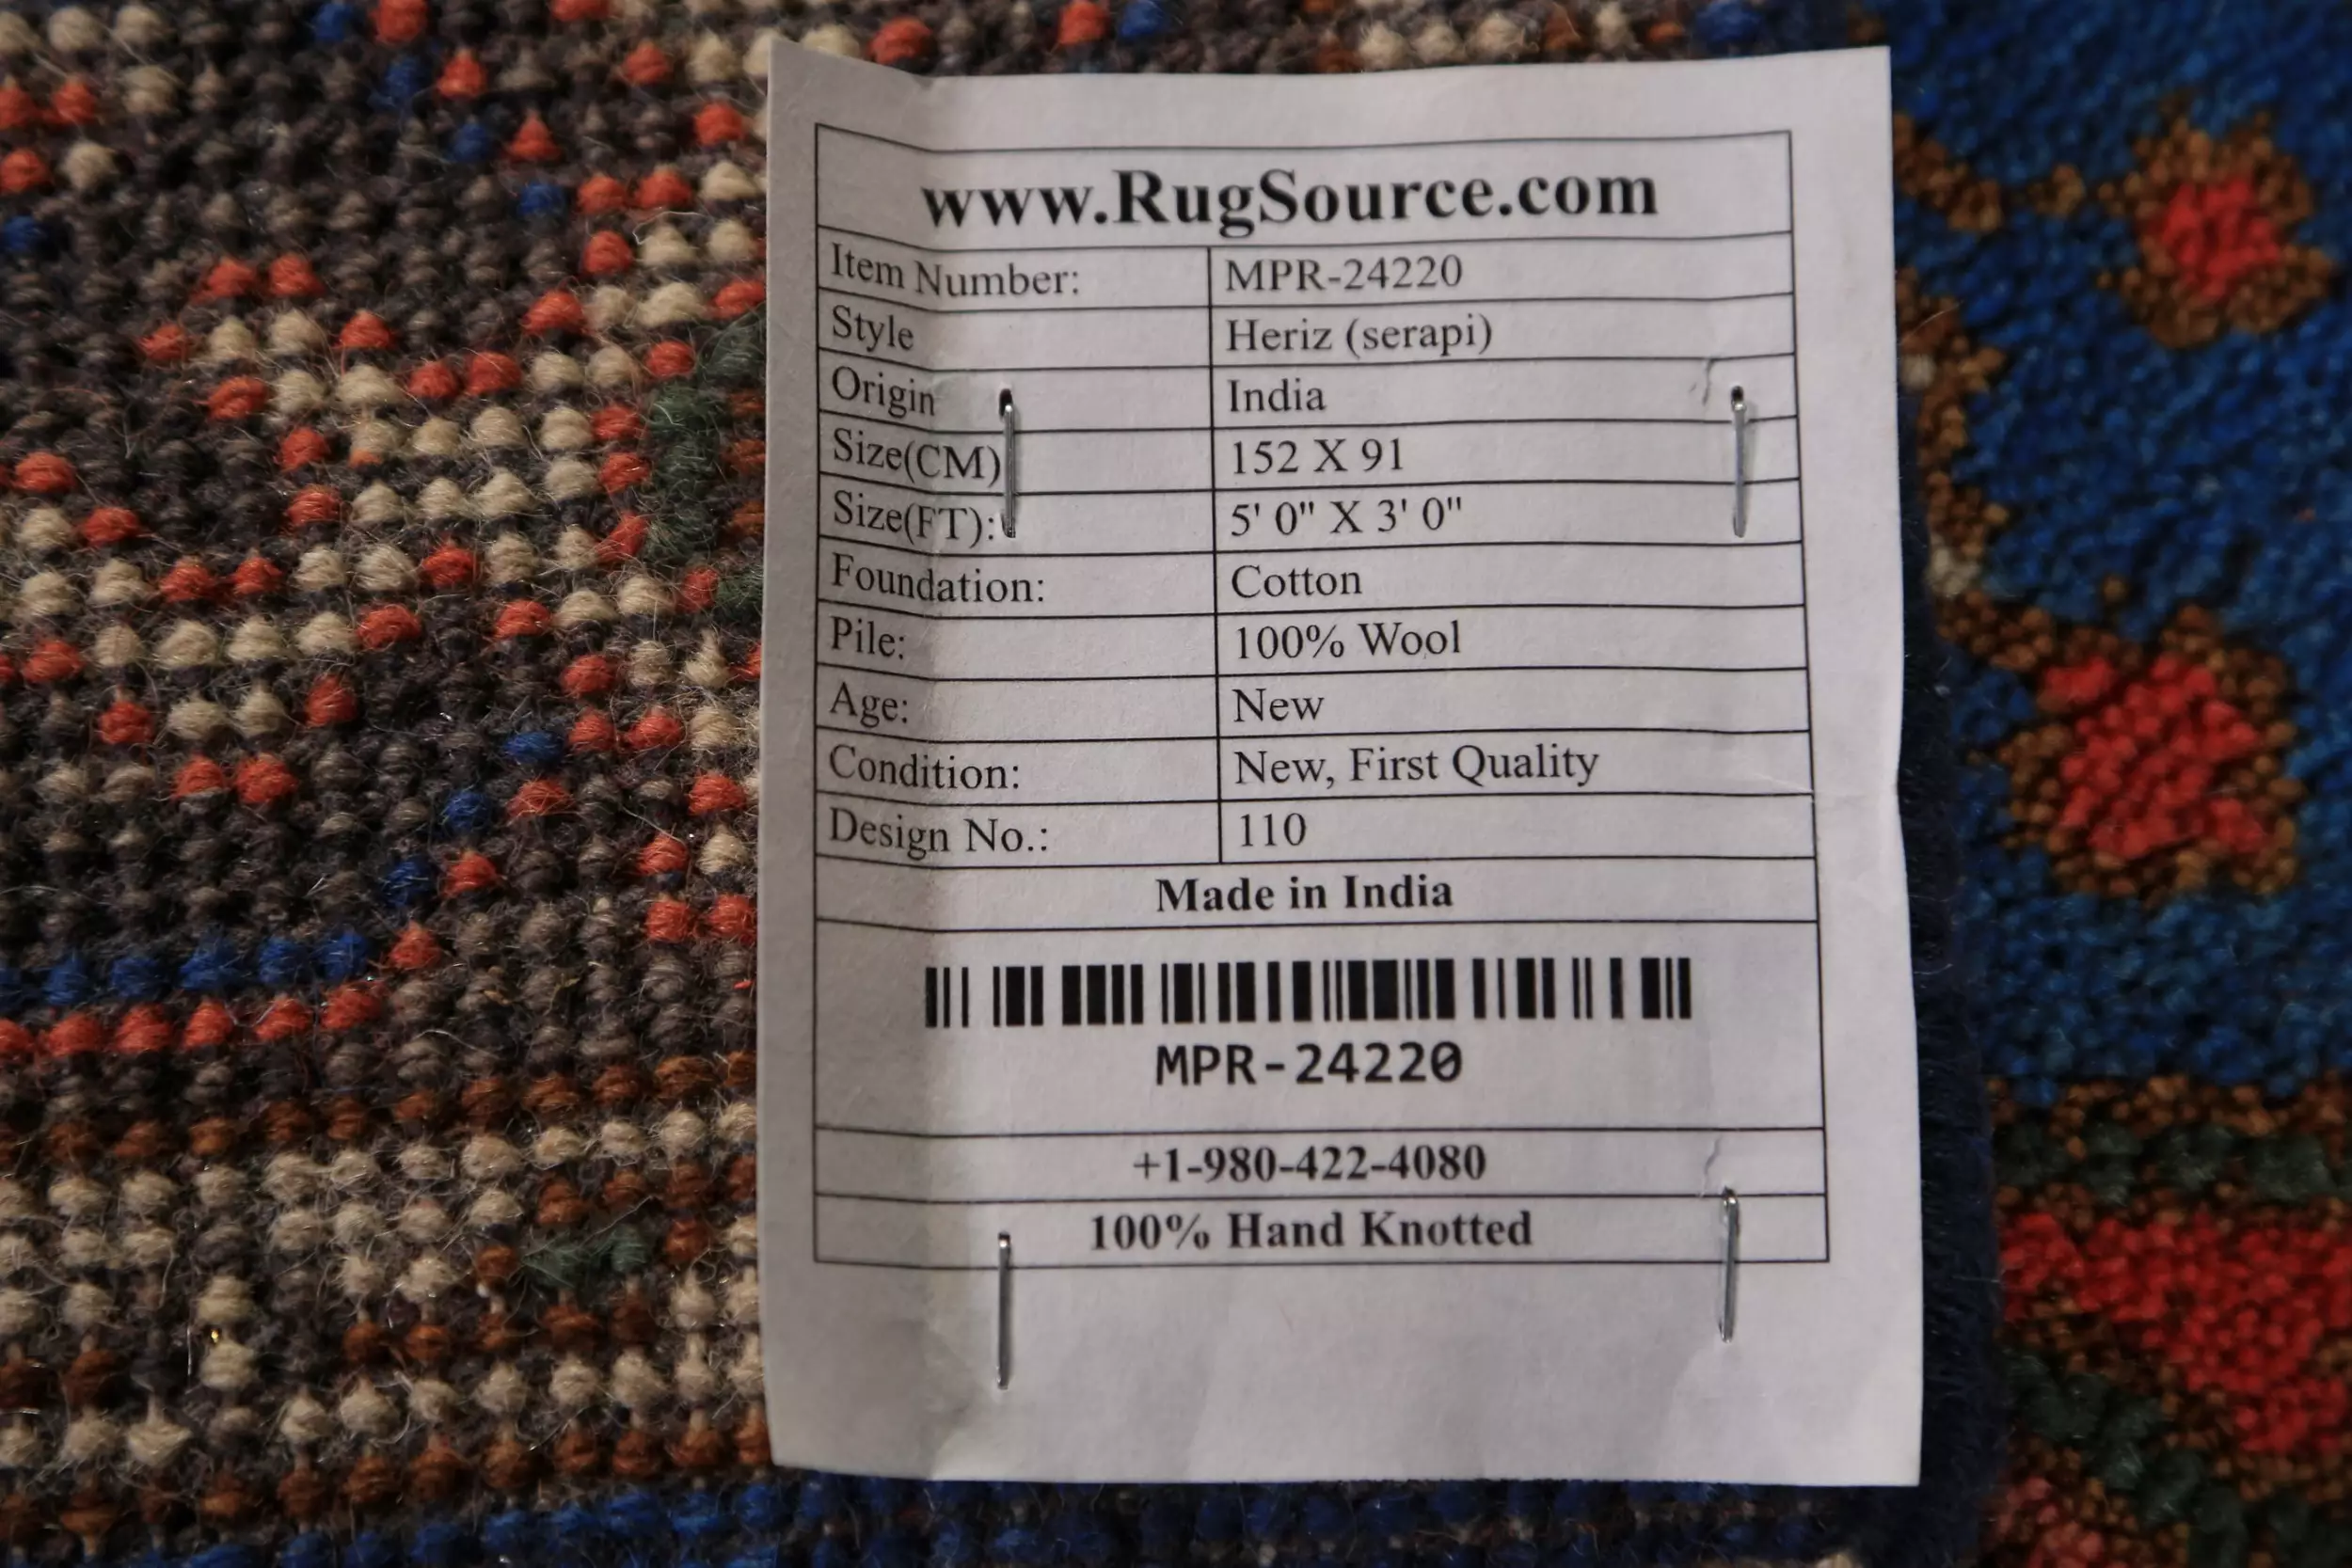 www.RugSource.com
Item Number: MPR-24220
Style Heriz (serapi)
Origin India
Size(CM) 152 X 91
Size(FT): 5' 0" X 3' 0"
Foundation: Cotton
Pile: 100% Wool
Age: New
Condition: New, First Quality
Design No.: 110
Made in India
MPR-24220
+1-980-422-4080
100% Hand Knotted